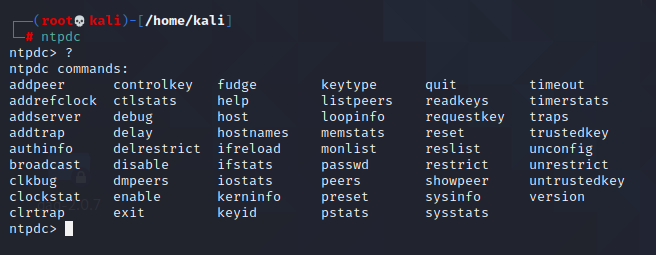 (root💀kali)-[/home/kali]
# ntpdc
ntpdc> ?
ntpdc commands:
addpeer controlkey fudge keytype quit timeout
addrefclock ctlstats help listpeers readkeys timerstats
addserver debug host loopinfo requestkey traps
addtrap delay hostnames memstats reset trustedkey
authinfo delrestrict ifreload monlist reslist unconfig
broadcast disable ifstats passwd restrict unrestrict
clkbug dmpeers iostats peers showpeer untrustedkey
clockstat enable kerninfo preset sysinfo version
clrtrap exit keyid pstats sysstats
ntpdc>